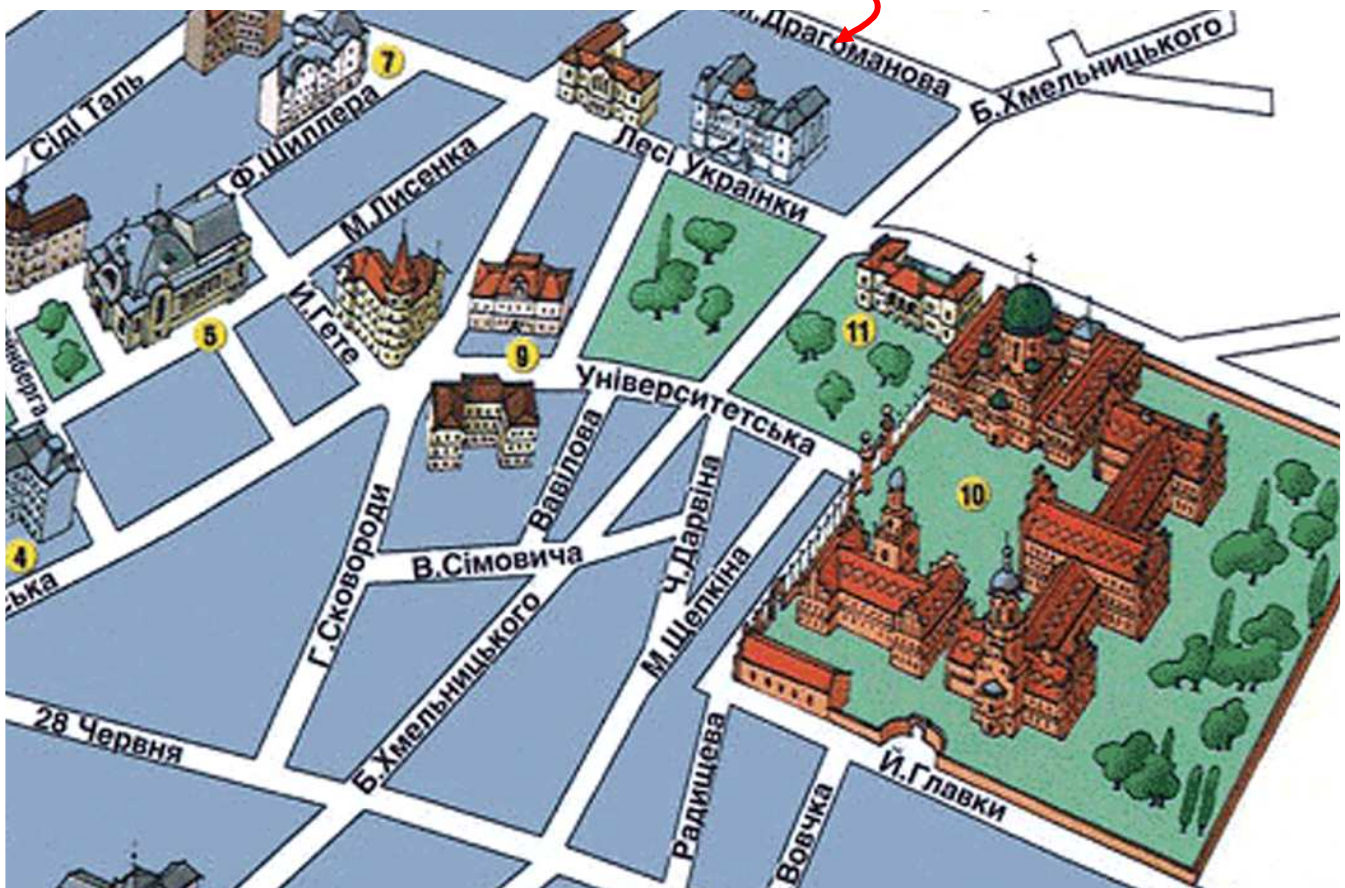 Драгоманова
Б.Хмельницького
7
Сіді Таль
Ф.Шиллера
М.Лисенка
Лесі Українки
Й.Гете
5
11
9
Університетська
Вавілова
10
4
ька
Г.Сковороди
В.Сімовича
Ч.Дарвіна
М.Щепкіна
Б.Хмельницького
28 Червня
Радищева
Вовчка
Й.Главки